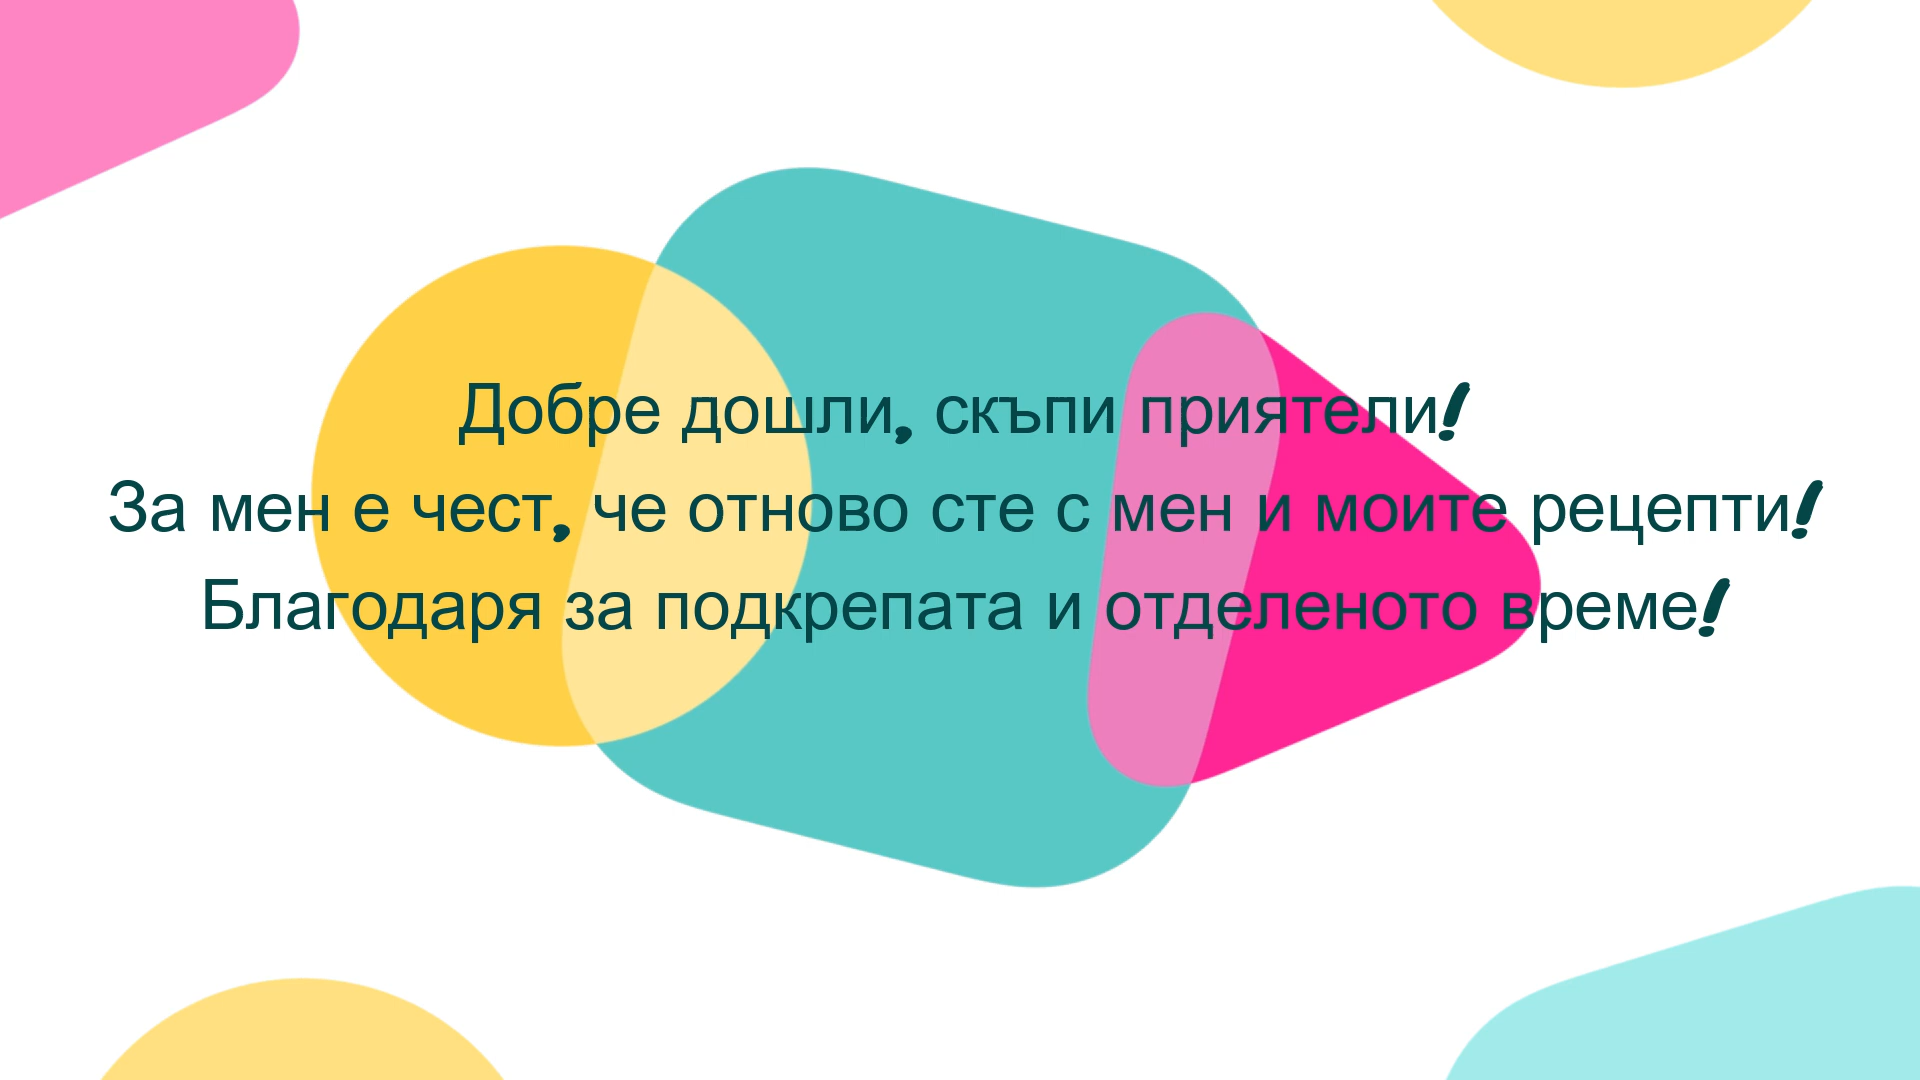 Добре дошли, скъпи приятели!
За мен е чест, че отново сте с мен и моите рецепти!
Благодаря за подкрепата и отделеното време!